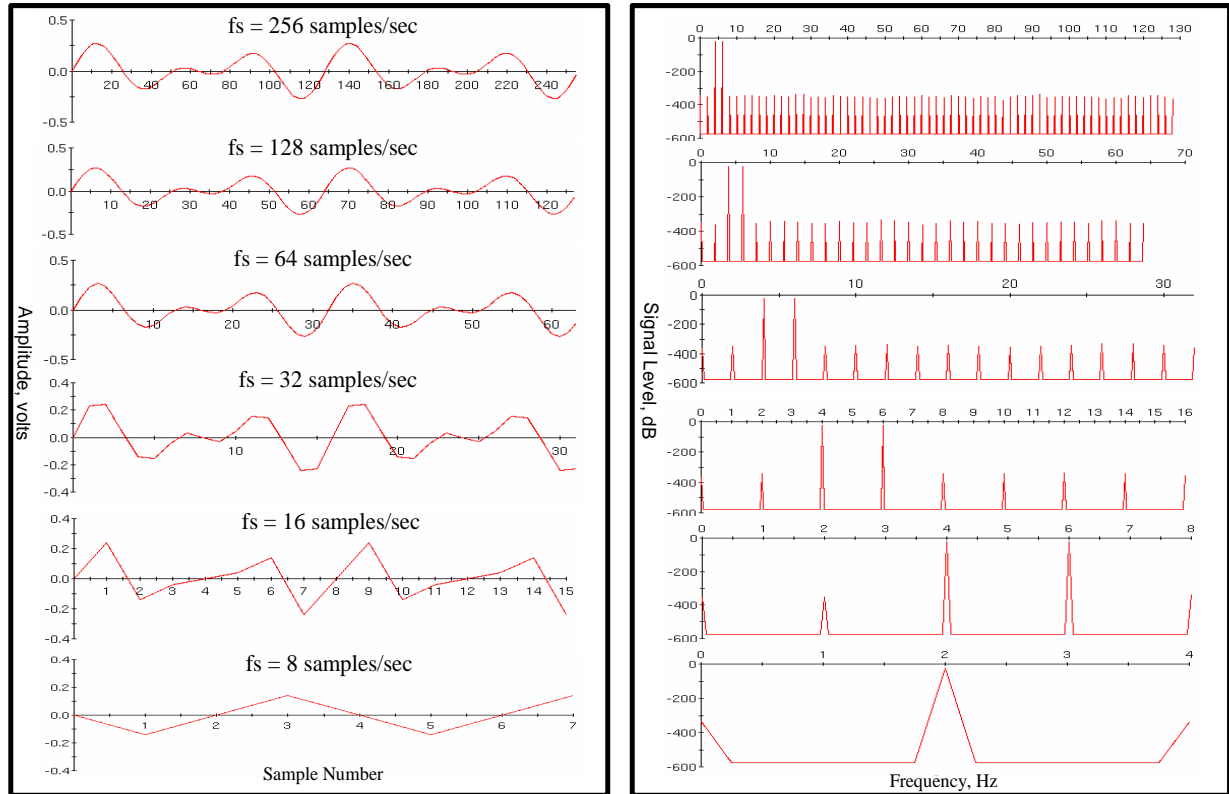 fs = 256 samples/sec
0.5
0.0
-0.5
20 40 60 80 100 120 140 160 180 200 220 240
fs = 128 samples/sec
0.5
0.0
-0.5
10 20 30 40 50 60 70 80 90 100 110 120
fs = 64 samples/sec
0.5
0.0
-0.5
10 20 30 40 50 60
fs = 32 samples/sec
0.4
0.2
0.0
-0.2
-0.4
10 20 30
fs = 16 samples/sec
0.4
0.2
0.0
-0.2
-0.4
1 2 3 4 5 6 7 8 9 10 11 12 13 14 15
fs = 8 samples/sec
0.4
0.2
0.0
-0.2
-0.4
1 2 3 4 5 6 7
Amplitude, volts
Sample Number
0 10 20 30 40 50 60 70 80 90 100 110 120 130
0
-200
-400
-600
0 10 20 30 40 50 60 70
0
-200
-400
-600
0 10 20 30
0
-200
-400
-600
0 1 2 3 4 5 6 7 8 9 10 11 12 13 14 15 16
0
-200
-400
-600
0 1 2 3 4 5 6 7 8
0
-200
-400
-600
0 1 2 3 4
0
-200
-400
-600
Signal Level, dB
Frequency, Hz